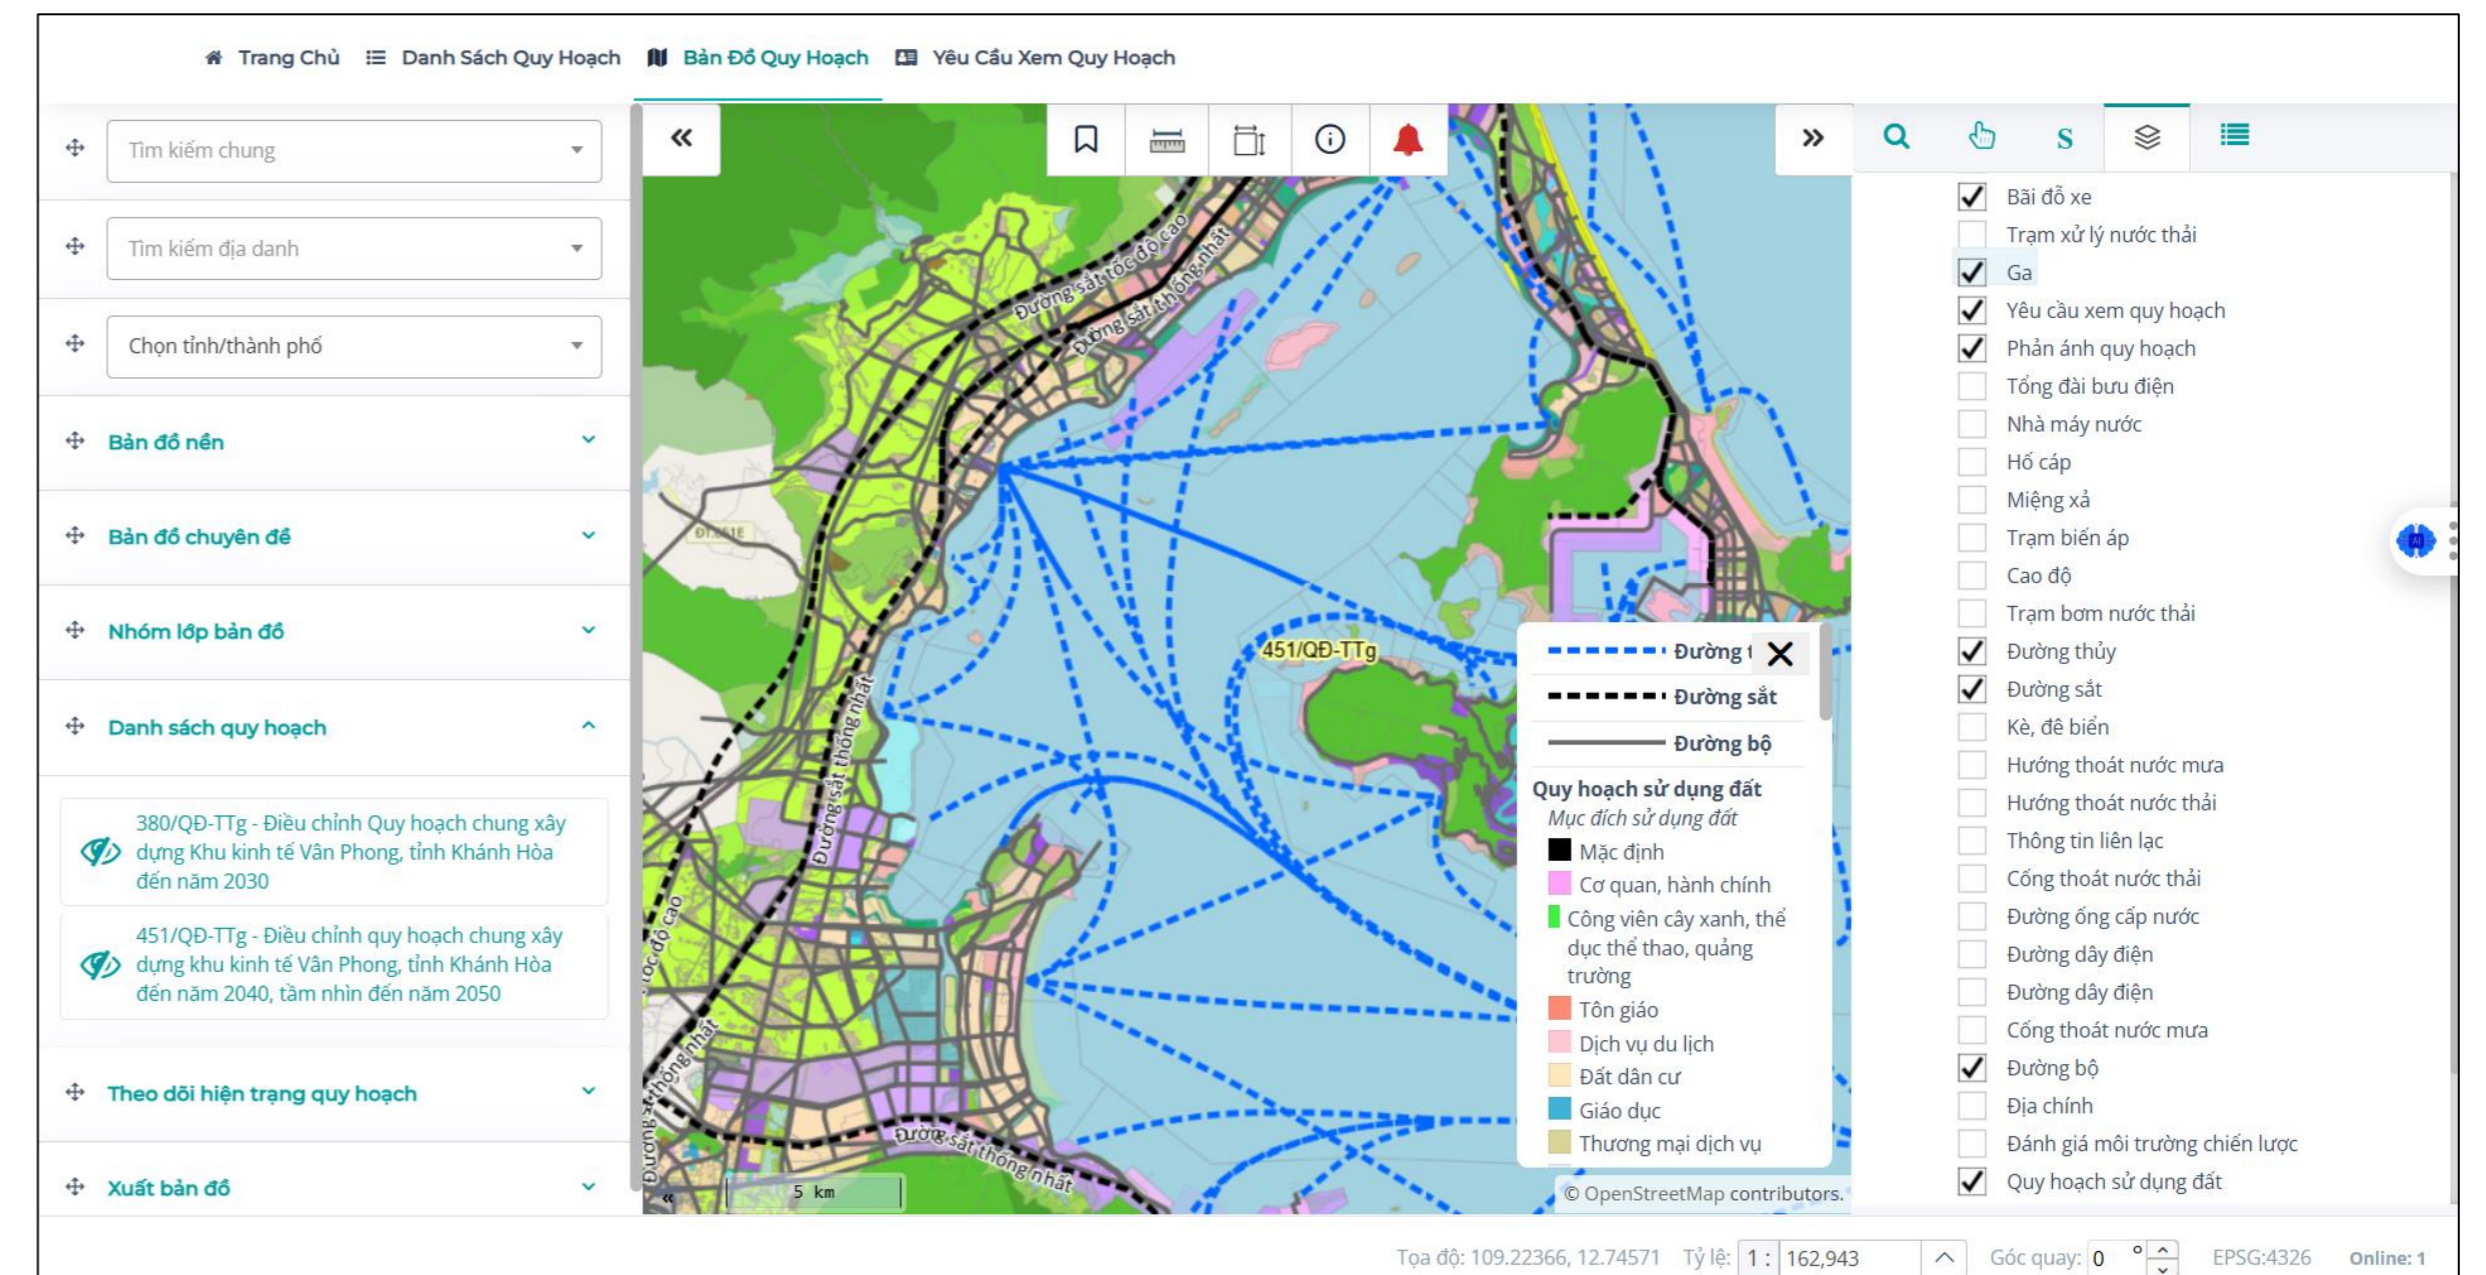 Trang Chủ
Danh Sách Quy Hoạch
Bản Đồ Quy Hoạch
Yêu Cầu Xem Quy Hoạch
Tìm kiếm chung
Tìm kiếm địa danh
Chọn tỉnh/thành phố
Bản đồ nền
Bản đồ chuyên đề
Nhóm lớp bản đồ
Danh sách quy hoạch
380/QĐ-TTg - Điều chỉnh Quy hoạch chung xây
dựng Khu kinh tế Vân Phong, tỉnh Khánh Hòa
đến năm 2030
451/QĐ-TTg - Điều chỉnh quy hoạch chung xây
dựng khu kinh tế Vân Phong, tỉnh Khánh Hòa
đến năm 2040, tầm nhìn đến năm 2050
Theo dõi hiện trạng quy hoạch
Xuất bản đồ
Đường sắt tốc độ cao
Đường sắt thống nhất
451/QĐ-TTg
Đường sắt thống nhất
tốc độ cao
Đường sắt thống nhất
Đường sắt thống nhất
5 km
Đường t
Đường sắt
Đường bộ
Quy hoạch sử dụng đất
Mục đích sử dụng đất
Mặc định
Cơ quan, hành chính
Công viên cây xanh, thể
dục thể thao, quảng
trường
Tôn giáo
Dịch vụ du lịch
Đất dân cư
Giáo dục
Thương mại dịch vụ
© OpenStreetMap contributors.
S
Bãi đỗ xe
Trạm xử lý nước thải
Ga
Yêu cầu xem quy hoạch
Phản ánh quy hoạch
Tổng đài bưu điện
Nhà máy nước
Hố cáp
Miệng xả
Trạm biến áp
Cao độ
Trạm bơm nước thải
Đường thủy
Đường sắt
Kè, đê biển
Hướng thoát nước mưa
Hướng thoát nước thải
Thông tin liên lạc
Cống thoát nước thải
Đường ống cấp nước
Đường dây điện
Đường dây điện
Cống thoát nước mưa
Đường bộ
Địa chính
Đánh giá môi trường chiến lược
Quy hoạch sử dụng đất
AI
Tọa độ: 109.22366, 12.74571 Tỷ lệ: 1 : 162,943 Góc quay: 0 ° EPSG:4326 Online: 1